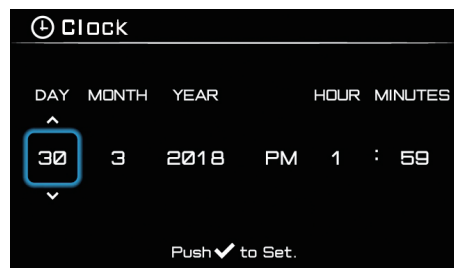 Clock
DAY MONTH YEAR HOUR MINUTES
30 3 2018 PM 1 : 59
Push ✓ to Set.